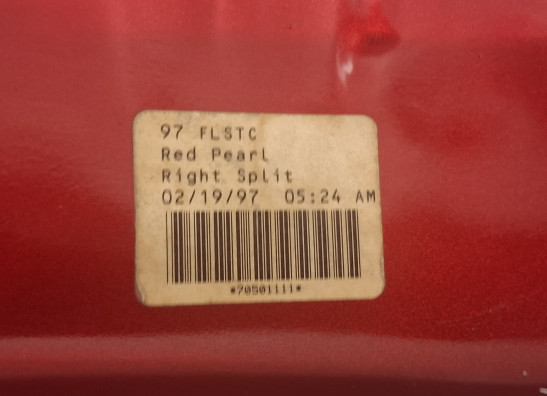 97 FLSTC
Red Pearl
Right Split
02/19/97 05:24 AM
*70501111*